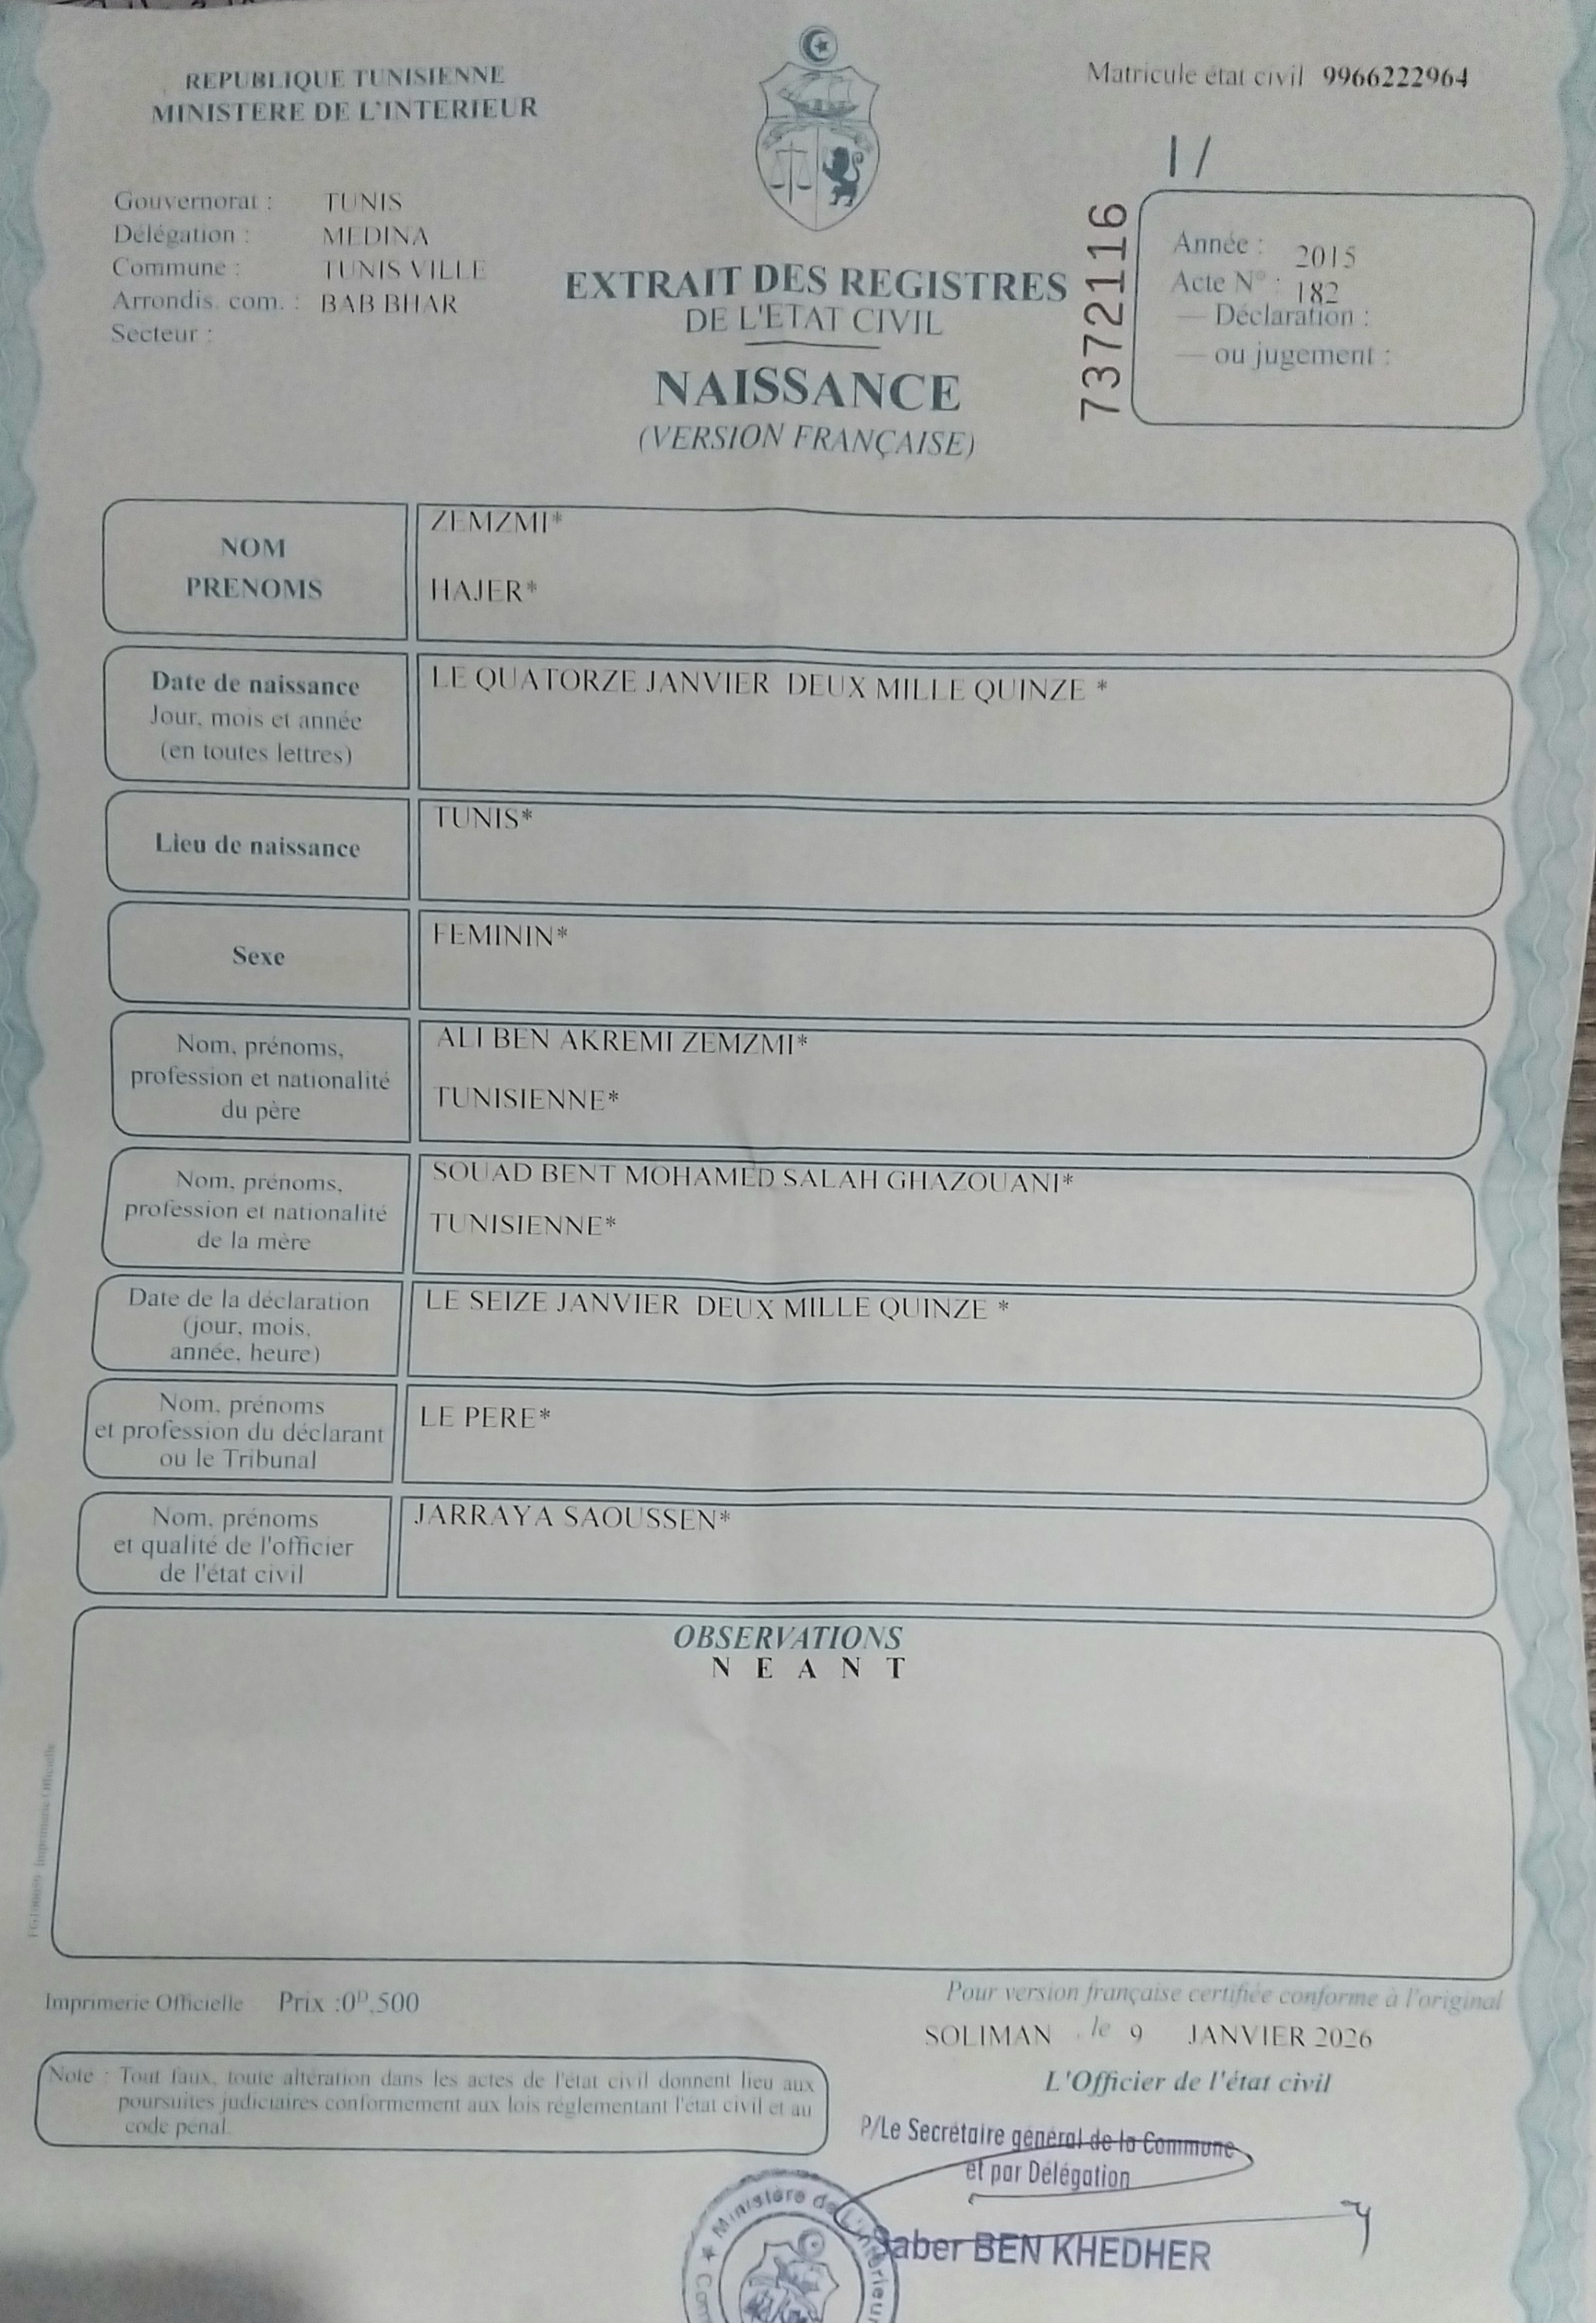 REPUBLIQUE TUNISIENNE
MINISTERE DE L'INTERIEUR
Matricule état civil 9966222964
1/
Gouvernorat : TUNIS
Délégation : MEDINA
Commune : TUNIS VILLE
Arrondis. com. : BAB BHAR
Secteur :
EXTRAIT DES REGISTRES
DE L'ETAT CIVIL
NAISSANCE
(VERSION FRANÇAISE)
7372116
Année : 2015
Acte N° : 182
— Déclaration :
— ou jugement :
NOM
PRENOMS
ZEMZMI*
HAJER*
Date de naissance
Jour, mois et année
(en toutes lettres)
LE QUATORZE JANVIER DEUX MILLE QUINZE *
Lieu de naissance
TUNIS*
Sexe
FEMININ*
Nom, prénoms,
profession et nationalité
du père
ALI BEN AKREMI ZEMZMI*
TUNISIENNE*
Nom, prénoms,
profession et nationalité
de la mère
SOUAD BENT MOHAMED SALAH GHAZOUANI*
TUNISIENNE*
Date de la déclaration
(jour, mois,
année, heure)
LE SEIZE JANVIER DEUX MILLE QUINZE *
Nom, prénoms
et profession du déclarant
ou le Tribunal
LE PERE*
Nom, prénoms
et qualité de l'officier
de l'état civil
JARRAYA SAOUSSEN*
OBSERVATIONS
N E A N T
Imprimerie Officielle
Imprimerie Officielle Prix :0ᴰ,500
Pour version française certifiée conforme à l'original
SOLIMAN , le 9 JANVIER 2026
L'Officier de l'état civil
Note : Tout faux, toute altération dans les actes de l'état civil donnent lieu aux
poursuites judiciaires conformement aux lois réglementant l'état civil et au
code pénal.
P/Le Secrétaire général de la Commune
et par Délégation
Saber BEN KHEDHER
★ Ministère de L'intérieur
Com